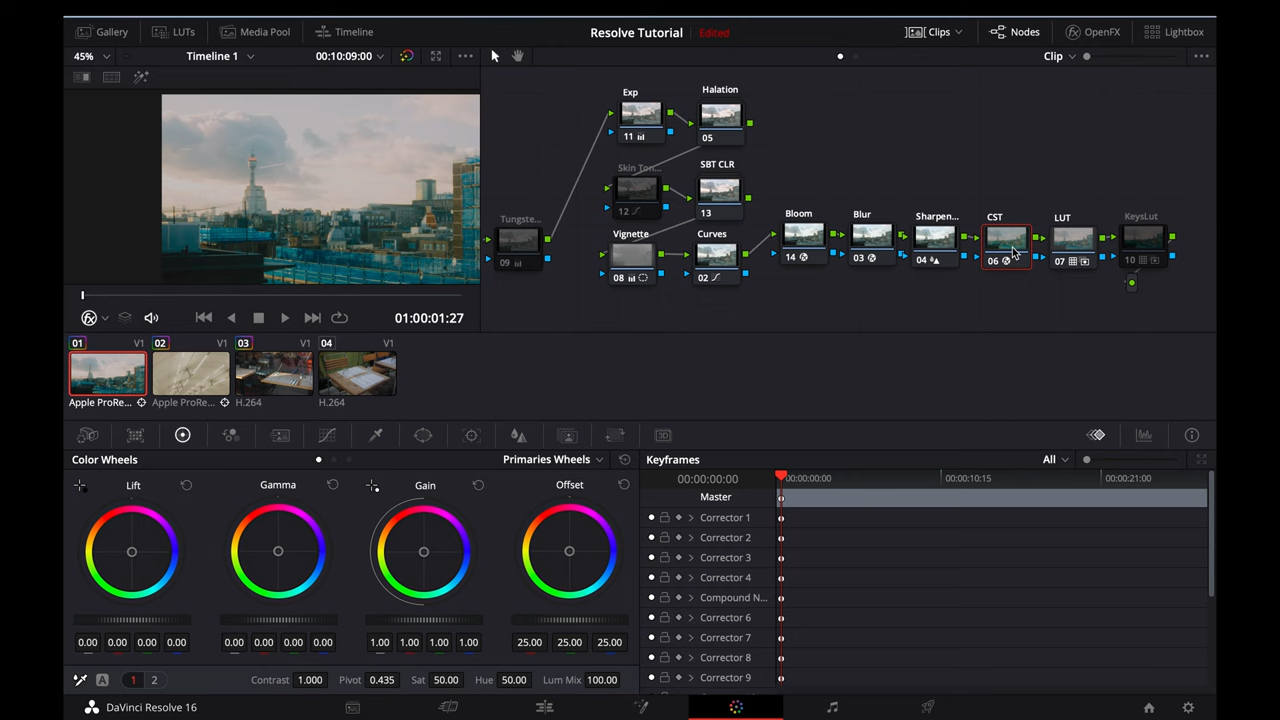 Gallery LUTs Media Pool Timeline Resolve Tutorial Edited Clips Nodes OpenFX Lightbox
45% Timeline 1 00:10:09:00 Clip
Exp Halation
11 05
Skin Ton... SBT CLR
12 13
Tungste... Vignette Curves Bloom Blur Sharpen... CST LUT KeysLut
09 08 02 14 03 04 06 07 10
01:00:01:27
01 V1 02 V1 03 V1 04 V1
Apple ProRe... Apple ProRe... H.264 H.264
3D
Color Wheels Primaries Wheels Keyframes All
Lift Gamma Gain Offset
00:00:00:00 00:00:00:00 00:00:10:15 00:00:21:00
Master
Corrector 1
Corrector 2
Corrector 3
Corrector 4
Compound N...
Corrector 6
Corrector 7
Corrector 8
Corrector 9
0.00 0.00 0.00 0.00 0.00 0.00 0.00 0.00 1.00 1.00 1.00 1.00 25.00 25.00 25.00
A 1 2 Contrast 1.000 Pivot 0.435 Sat 50.00 Hue 50.00 Lum Mix 100.00
DaVinci Resolve 16